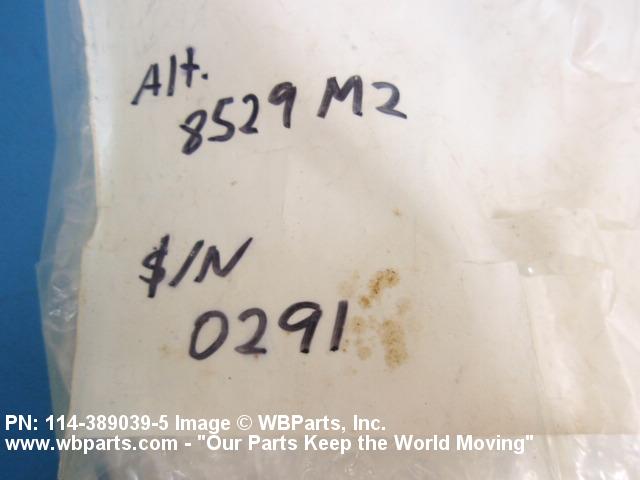 Alt.
8529 M2
S/N
0291
PN: 114-389039-5 Image © WBParts, Inc.
www.wbparts.com - "Our Parts Keep the World Moving"